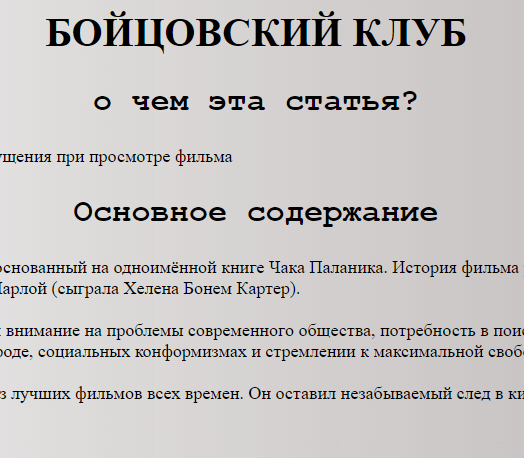 БОЙЦОВСКИЙ КЛУБ
о чем эта статья?
ущения при просмотре фильма
Основное содержание
основанный на одноимённой книге Чака Паланика. История фильма
Марлой (сыграла Хелена Бонем Картер).
внимание на проблемы современного общества, потребность в пои
роде, социальных конформизмах и стремлении к максимальной своб
з лучших фильмов всех времен. Он оставил незабываемый след в ки